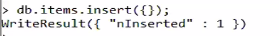 > db.items.insert({});
WriteResult({ "nInserted" : 1 })